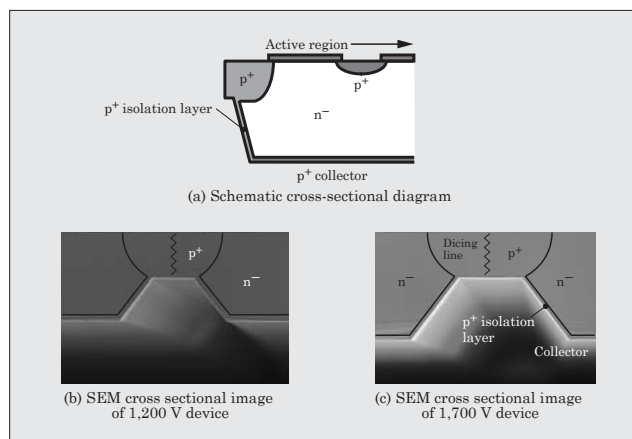 Active region
p+
p+
p+ isolation layer
n−
p+ collector
(a) Schematic cross-sectional diagram
p+
n−
Dicing
line
p+
n−
n−
p+ isolation
layer
Collector
(b) SEM cross sectional image
of 1,200 V device
(c) SEM cross sectional image
of 1,700 V device